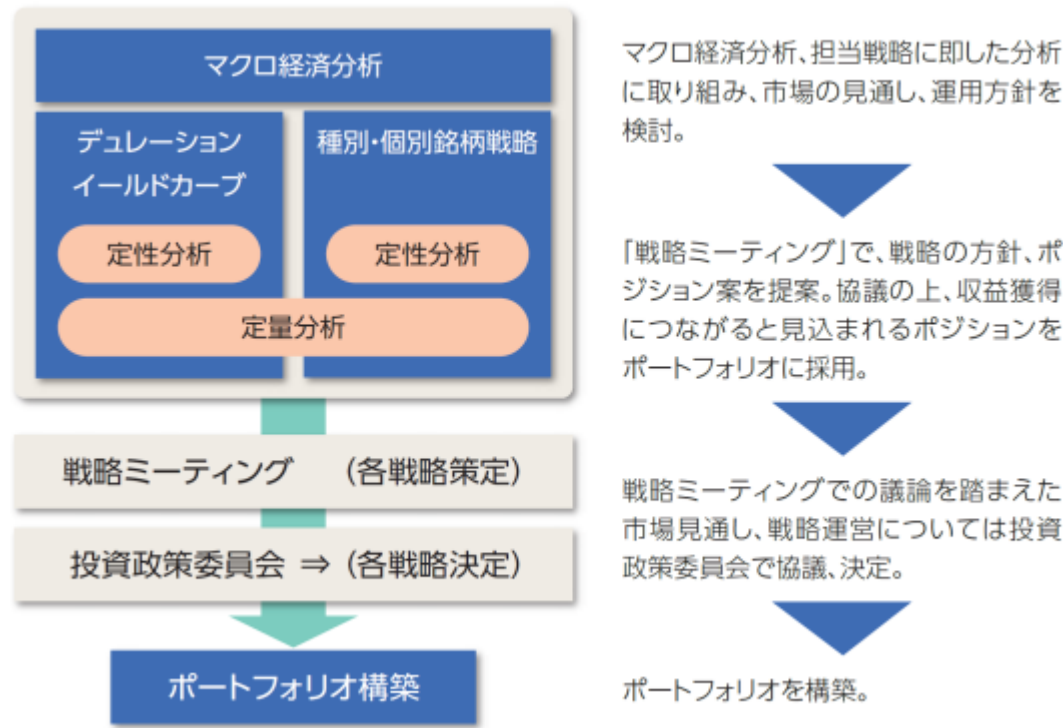 マクロ経済分析
デュレーション
イールドカーブ
定性分析
種別・個別銘柄戦略
定性分析
定量分析
戦略ミーティング （各戦略策定）
投資政策委員会 ⇒（各戦略決定）
ポートフォリオ構築
マクロ経済分析、担当戦略に即した分析
に取り組み、市場の見通し、運用方針を
検討。
「戦略ミーティング」で、戦略の方針、ポ
ジション案を提案。協議の上、収益獲得
につながると見込まれるポジションを
ポートフォリオに採用。
戦略ミーティングでの議論を踏まえた
市場見通し、戦略運営については投資
政策委員会で協議、決定。
ポートフォリオを構築。